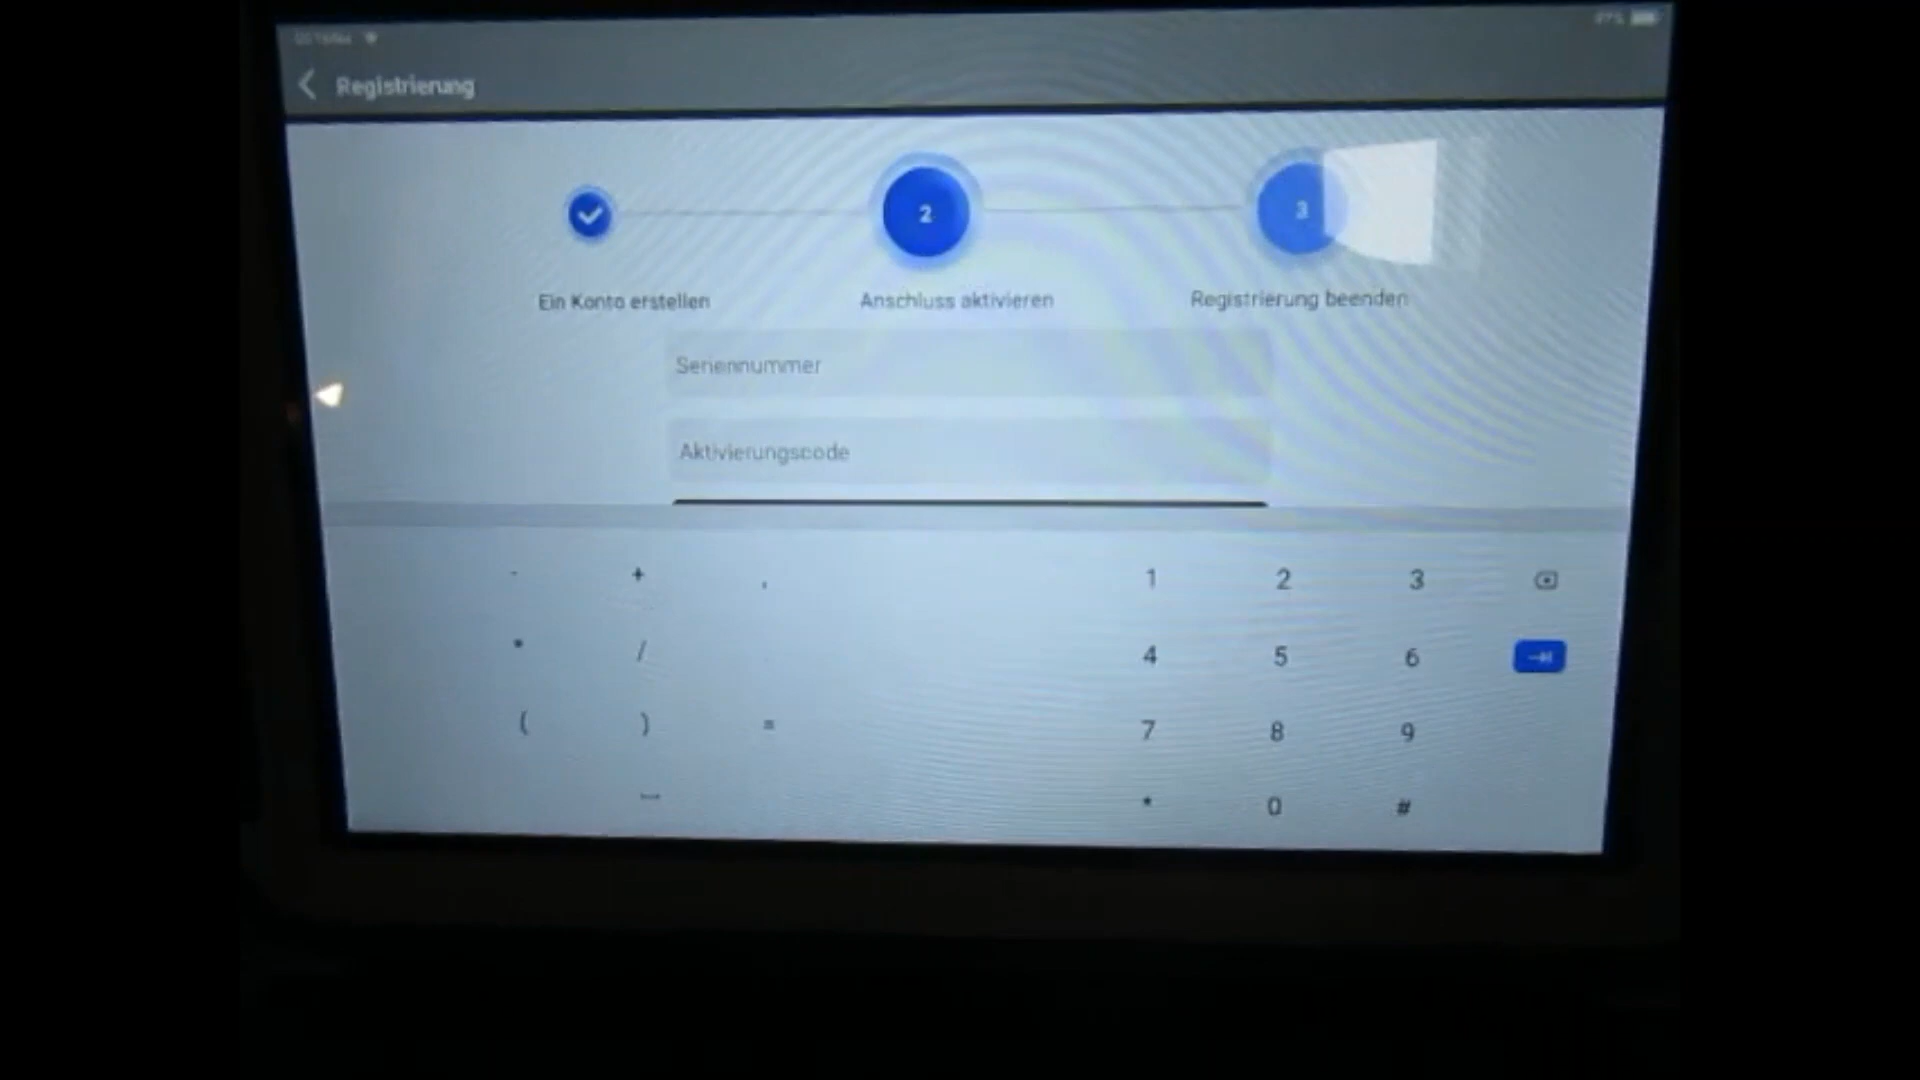 Registrierung
2
3
Ein Konto erstellen
Anschluss aktivieren
Registrierung beenden
Seriennummer
Aktivierungscode
- + , 1 2 3
* / 4 5 6
( ) = 7 8 9
* 0 #